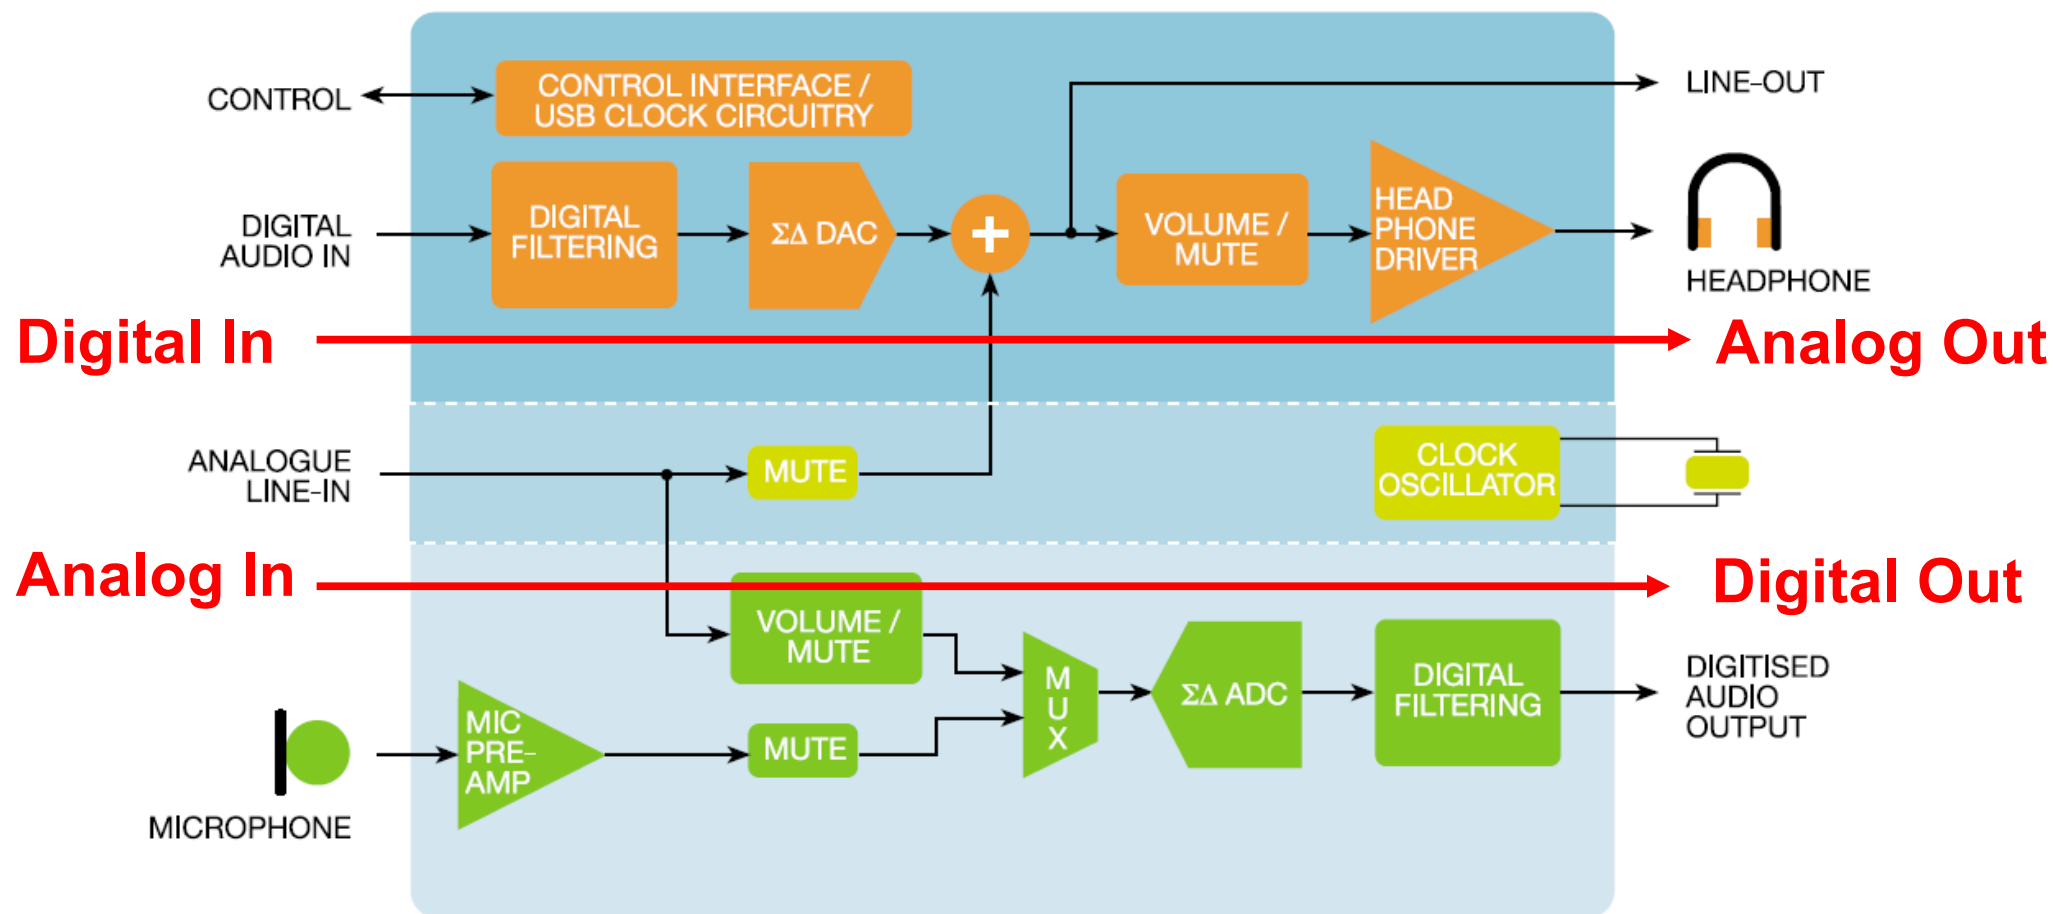 CONTROL
CONTROL INTERFACE /
USB CLOCK CIRCUITRY
LINE-OUT
DIGITAL
AUDIO IN
DIGITAL
FILTERING
ΣΔ DAC
+
VOLUME /
MUTE
HEAD
PHONE
DRIVER
HEADPHONE
Digital In
Analog Out
ANALOGUE
LINE-IN
MUTE
CLOCK
OSCILLATOR
Analog In
Digital Out
VOLUME /
MUTE
MICROPHONE
MIC
PRE-
AMP
MUTE
M
U
X
ΣΔ ADC
DIGITAL
FILTERING
DIGITISED
AUDIO
OUTPUT